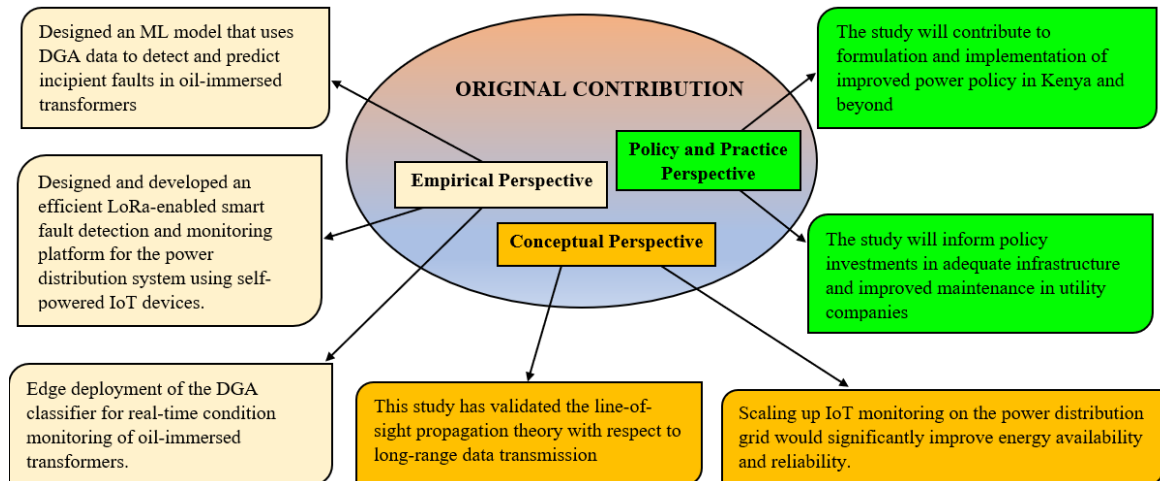 Designed an ML model that uses
DGA data to detect and predict
incipient faults in oil-immersed
transformers
ORIGINAL CONTRIBUTION
The study will contribute to
formulation and implementation of
improved power policy in Kenya and
beyond
Policy and Practice
Perspective
Empirical Perspective
Conceptual Perspective
Designed and developed an
efficient LoRa-enabled smart
fault detection and monitoring
platform for the power
distribution system using self-
powered IoT devices.
The study will inform policy
investments in adequate infrastructure
and improved maintenance in utility
companies
Edge deployment of the DGA
classifier for real-time condition
monitoring of oil-immersed
transformers.
This study has validated the line-of-
sight propagation theory with respect to
long-range data transmission
Scaling up IoT monitoring on the power distribution
grid would significantly improve energy availability
and reliability.